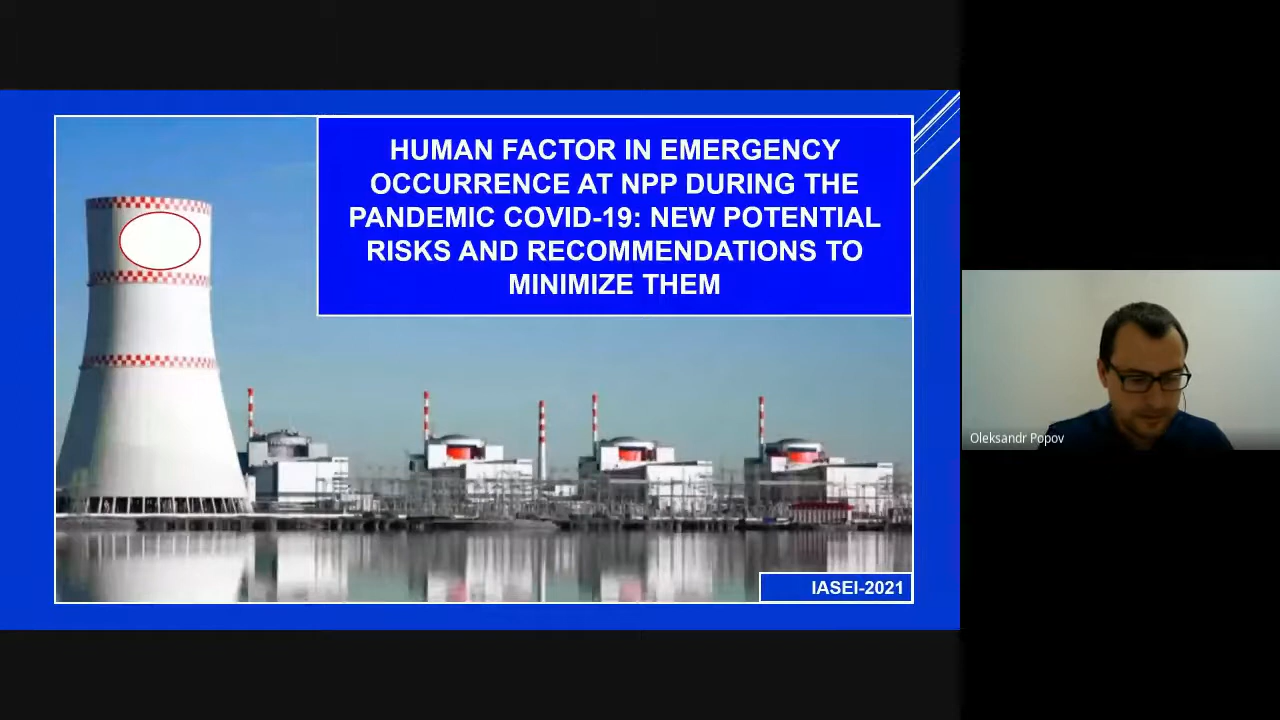 HUMAN FACTOR IN EMERGENCY
OCCURRENCE AT NPP DURING THE
PANDEMIC COVID-19: NEW POTENTIAL
RISKS AND RECOMMENDATIONS TO
MINIMIZE THEM
IASEI-2021
Oleksandr Popov